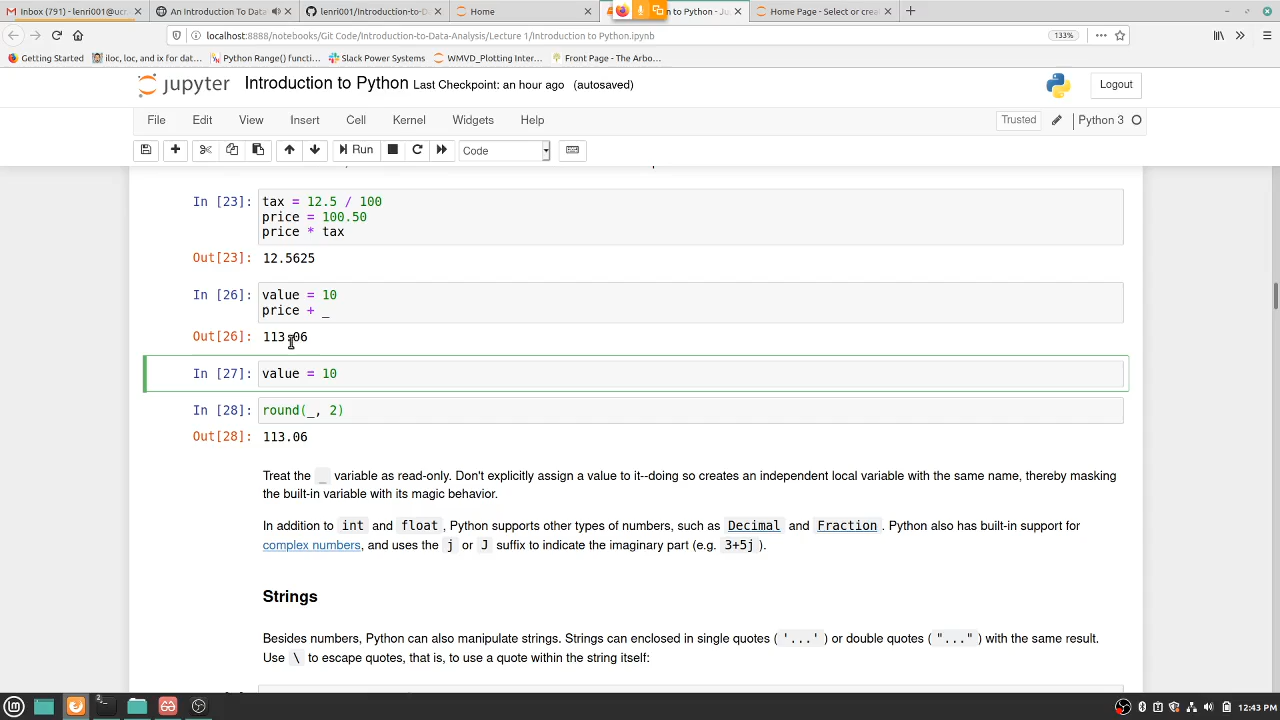 Inbox (791) - lenri001@ucr
An Introduction To Data
lenri001/Introduction-to-D
Home
n to Python - Ju
Home Page - Select or crea
localhost:8888/notebooks/Git Code/Introduction-to-Data-Analysis/Lecture 1/Introduction to Python.ipynb
133%
Getting Started
iloc, loc, and ix for dat...
Python Range() functi...
Slack Power Systems
WMVD_Plotting Inter...
Front Page - The Arbo...
jupyter Introduction to Python Last Checkpoint: an hour ago (autosaved)
Logout
File Edit View Insert Cell Kernel Widgets Help
Trusted Python 3
Run Code
In [23]: tax = 12.5 / 100
price = 100.50
price * tax
Out[23]: 12.5625
In [26]: value = 10
price + _
Out[26]: 113.06
In [27]: value = 10
In [28]: round(_, 2)
Out[28]: 113.06
Treat the _ variable as read-only. Don't explicitly assign a value to it--doing so creates an independent local variable with the same name, thereby masking
the built-in variable with its magic behavior.
In addition to int and float, Python supports other types of numbers, such as Decimal and Fraction. Python also has built-in support for
complex numbers, and uses the j or J suffix to indicate the imaginary part (e.g. 3+5j).
Strings
Besides numbers, Python can also manipulate strings. Strings can enclosed in single quotes ('...') or double quotes ("...") with the same result.
Use \ to escape quotes, that is, to use a quote within the string itself:
12:43 PM